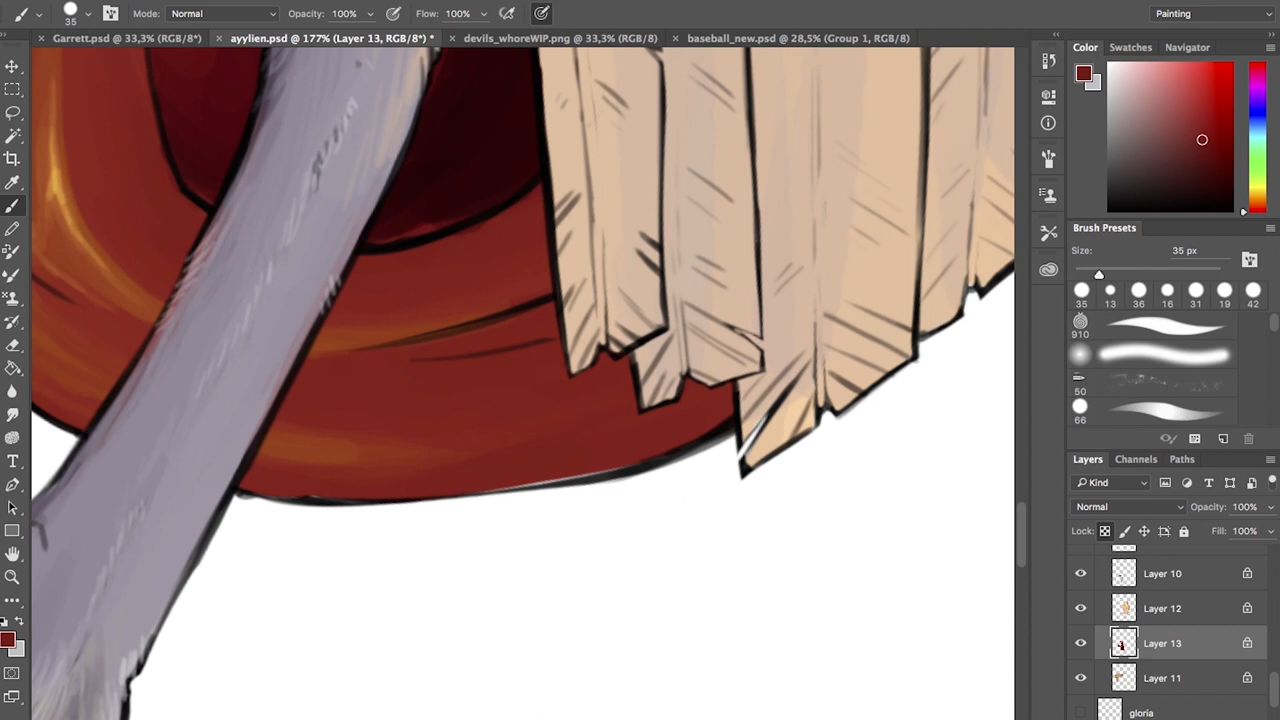 35 Mode: Normal Opacity: 100% Flow: 100% Painting
Garrett.psd @ 33,3% (RGB/8*) ayylien.psd @ 177% (Layer 13, RGB/8*) * devils_whoreWIP.png @ 33,3% (RGB/8) baseball_new.psd @ 28,5% (Group 1, RGB/8)
Color Swatches Navigator
Brush Presets
Size: 35 px
35 13 36 16 31 19 42
910
50
66
Layers Channels Paths
Kind
Normal Opacity: 100%
Lock: Fill: 100%
Layer 10
Layer 12
Layer 13
Layer 11
gloria